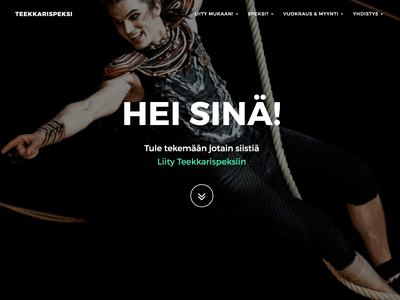 TEEKKARISPEKSI
LIITY MUKAAN! SPEKSI? VUOKRAUS & MYYNTI YHDISTYS
HEI SINÄ!
Tule tekemään jotain siistiä
Liity Teekkarispeksiin